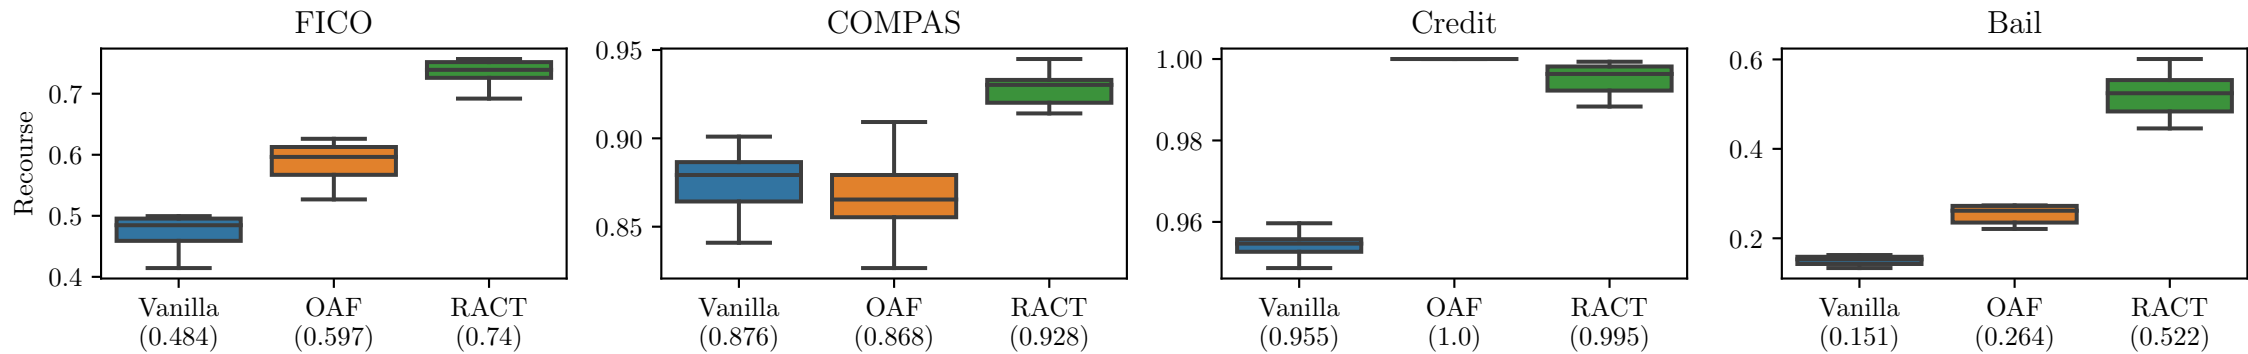 FICO
Recourse
0.7
0.6
0.5
0.4
Vanilla OAF RACT
(0.484) (0.597) (0.74)
COMPAS
0.95
0.90
0.85
Vanilla OAF RACT
(0.876) (0.868) (0.928)
Credit
1.00
0.98
0.96
Vanilla OAF RACT
(0.955) (1.0) (0.995)
Bail
0.6
0.4
0.2
Vanilla OAF RACT
(0.151) (0.264) (0.522)